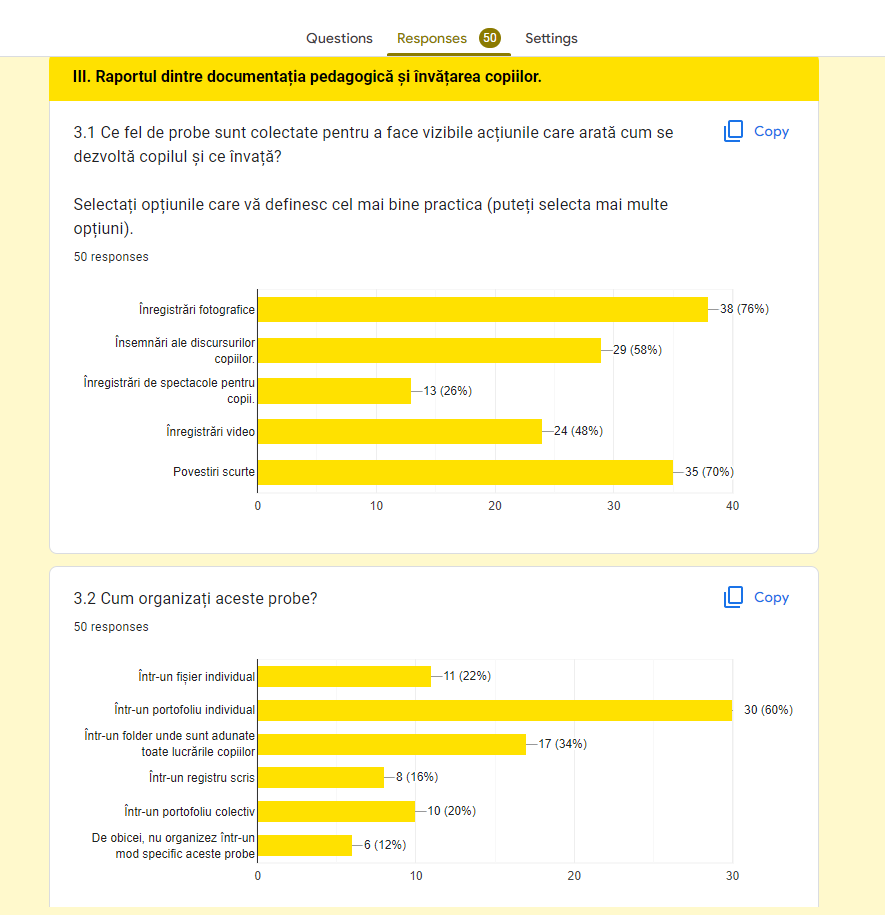 Questions
Responses 50
Settings
III. Raportul dintre documentația pedagogică și învățarea copiilor.
3.1 Ce fel de probe sunt colectate pentru a face vizibile acțiunile care arată cum se
dezvoltă copilul și ce învață?
Copy
Selectați opțiunile care vă definesc cel mai bine practica (puteți selecta mai multe
opțiuni).
50 responses
Înregistrări fotografice
38 (76%)
Însemnări ale discursurilor
copiilor.
29 (58%)
Înregistrări de spectacole pentru
copii.
13 (26%)
Înregistrări video
24 (48%)
Povestiri scurte
35 (70%)
0 10 20 30 40
3.2 Cum organizați aceste probe?
Copy
50 responses
Într-un fișier individual
11 (22%)
Într-un portofoliu individual
30 (60%)
Într-un folder unde sunt adunate
toate lucrările copiilor
17 (34%)
Într-un registru scris
8 (16%)
Într-un portofoliu colectiv
10 (20%)
De obicei, nu organizez într-un
mod specific aceste probe
6 (12%)
0 10 20 30